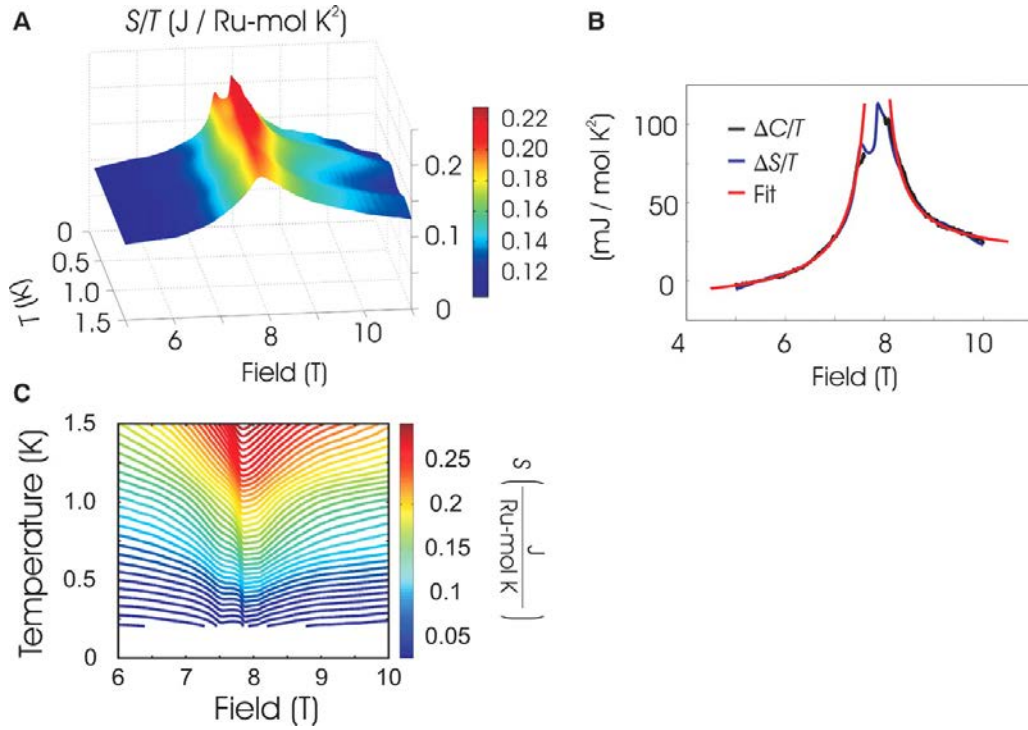 A
S/T (J / Ru-mol K²)
0.2
0.1
0
0
0.5
1.0
1.5
T (K)
6
8
10
Field (T)
0.22
0.20
0.18
0.16
0.14
0.12
B
(mJ / mol K²)
100
50
0
ΔC/T
ΔS/T
Fit
4
6
8
10
Field (T)
C
Temperature (K)
1.5
1.0
0.5
0
6
7
8
9
10
Field (T)
0.25
0.2
0.15
0.1
0.05
S ( J / Ru-mol K )